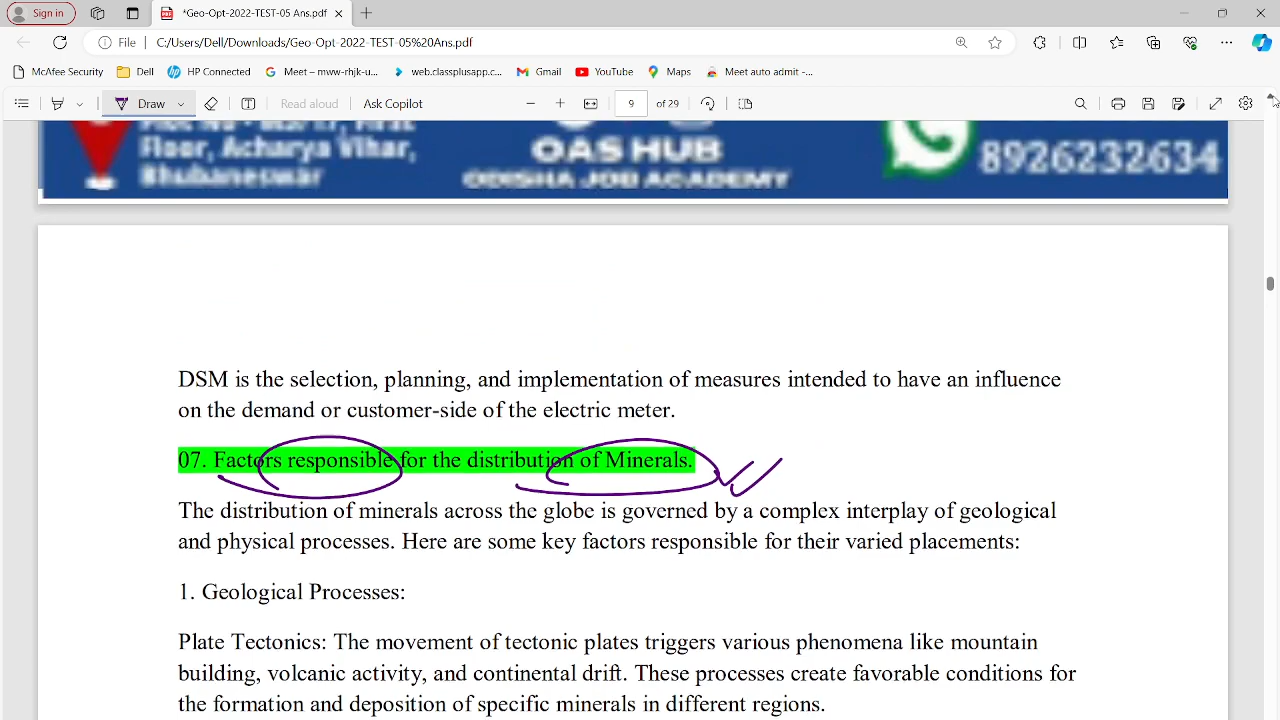 Sign in
*Geo-Opt-2022-TEST-05 Ans.pdf
File C:/Users/Dell/Downloads/Geo-Opt-2022-TEST-05%20Ans.pdf
McAfee Security Dell HP Connected Meet – mvw-rhjk-u... web.classplusapp.c... Gmail YouTube Maps Meet auto admit -...
Draw Read aloud Ask Copilot 9 of 29
Floor, Acharya Vihar,
Bhubaneswar
OAS HUB
ODISHA JOB ACADEMY
8926232634
DSM is the selection, planning, and implementation of measures intended to have an influence
on the demand or customer-side of the electric meter.
07. Factors responsible for the distribution of Minerals.
The distribution of minerals across the globe is governed by a complex interplay of geological
and physical processes. Here are some key factors responsible for their varied placements:
1. Geological Processes:
Plate Tectonics: The movement of tectonic plates triggers various phenomena like mountain
building, volcanic activity, and continental drift. These processes create favorable conditions for
the formation and deposition of specific minerals in different regions.